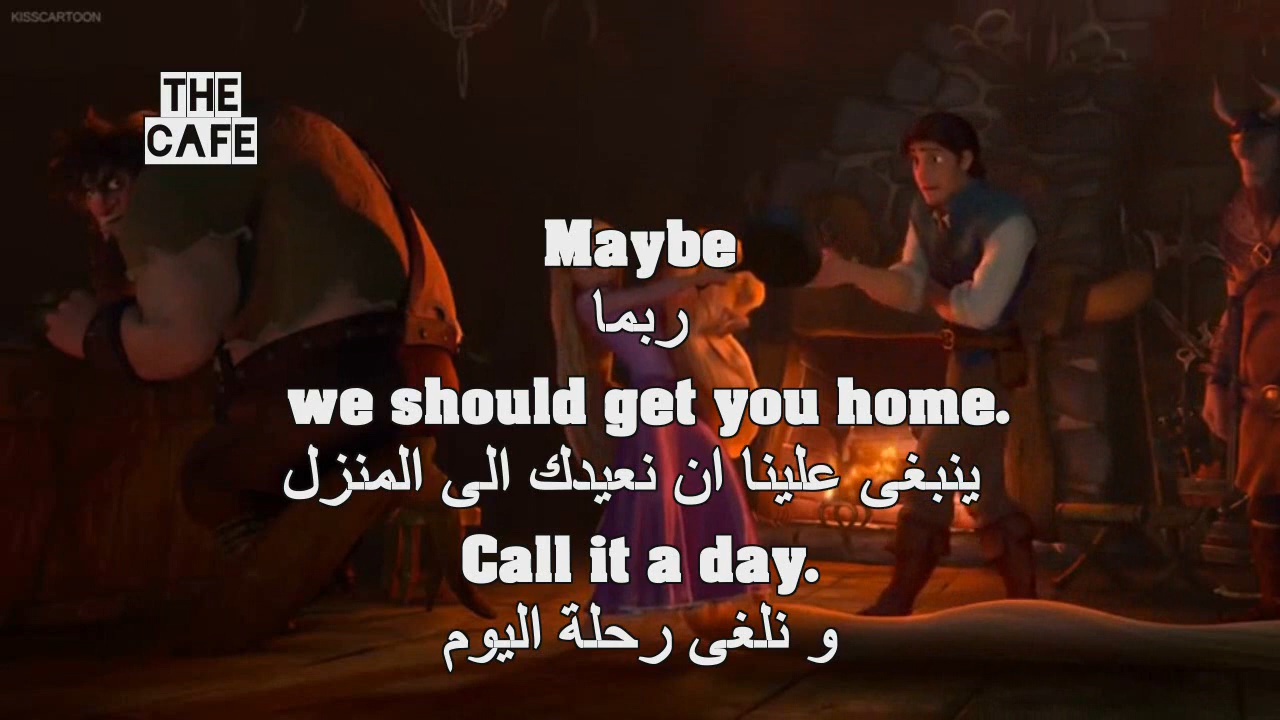 KISSCARTOON
THE
CAFE
Maybe
ربما
we should get you home.
ينبغى علينا ان نعيدك الى المنزل
Call it a day.
و نلغى رحلة اليوم